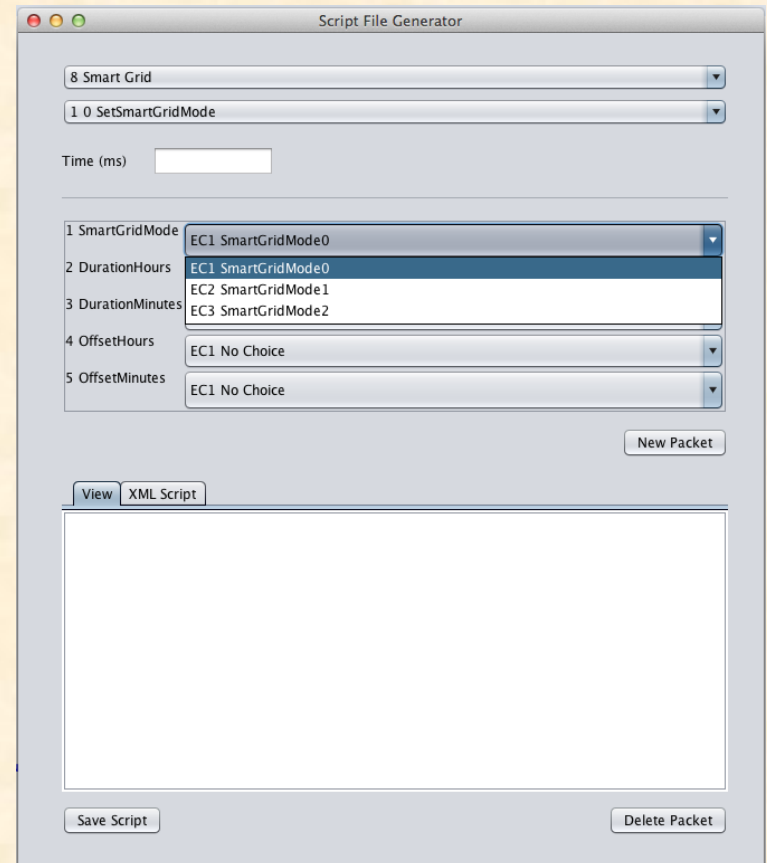 Script File Generator
8 Smart Grid
1 0 SetSmartGridMode
Time (ms)
1 SmartGridMode
EC1 SmartGridMode0
2 DurationHours
EC1 SmartGridMode0
EC2 SmartGridMode1
3 DurationMinutes
EC3 SmartGridMode2
4 OffsetHours
EC1 No Choice
5 OffsetMinutes
EC1 No Choice
New Packet
View
XML Script
Save Script
Delete Packet